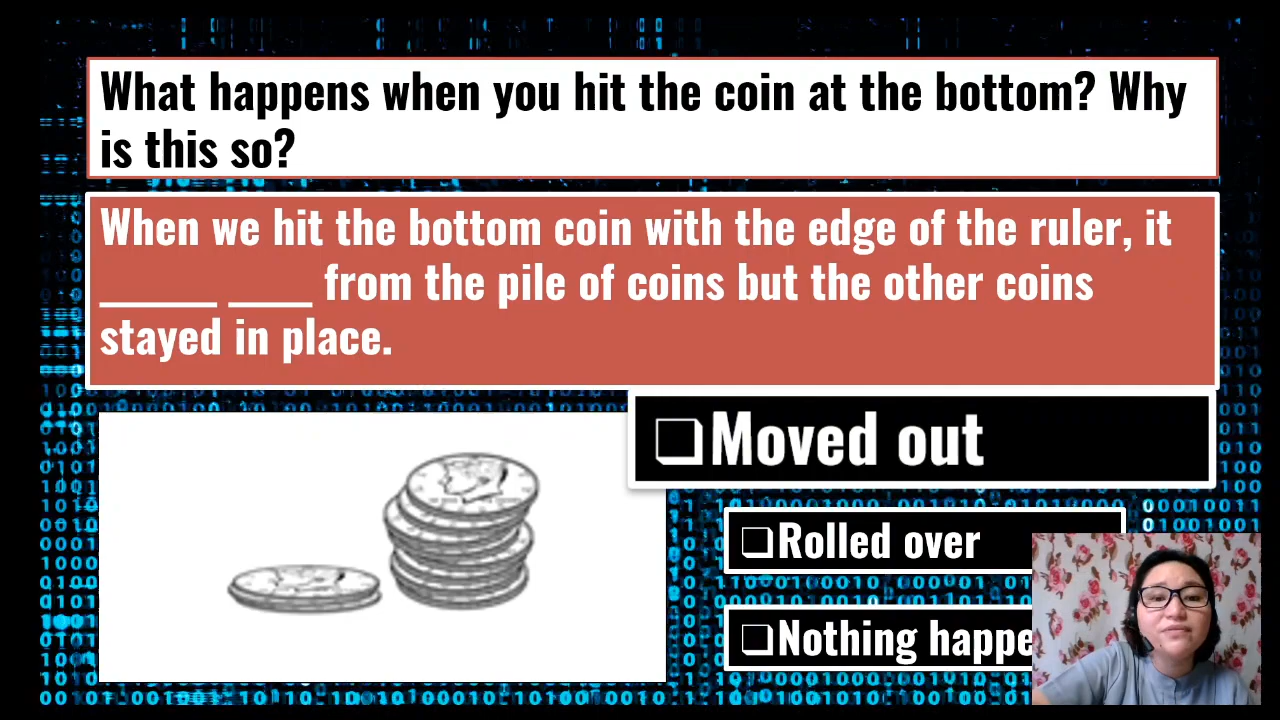 What happens when you hit the coin at the bottom? Why
is this so?
When we hit the bottom coin with the edge of the ruler, it
______ ____ from the pile of coins but the other coins
stayed in place.
❏Moved out
❏Rolled over
❏Nothing